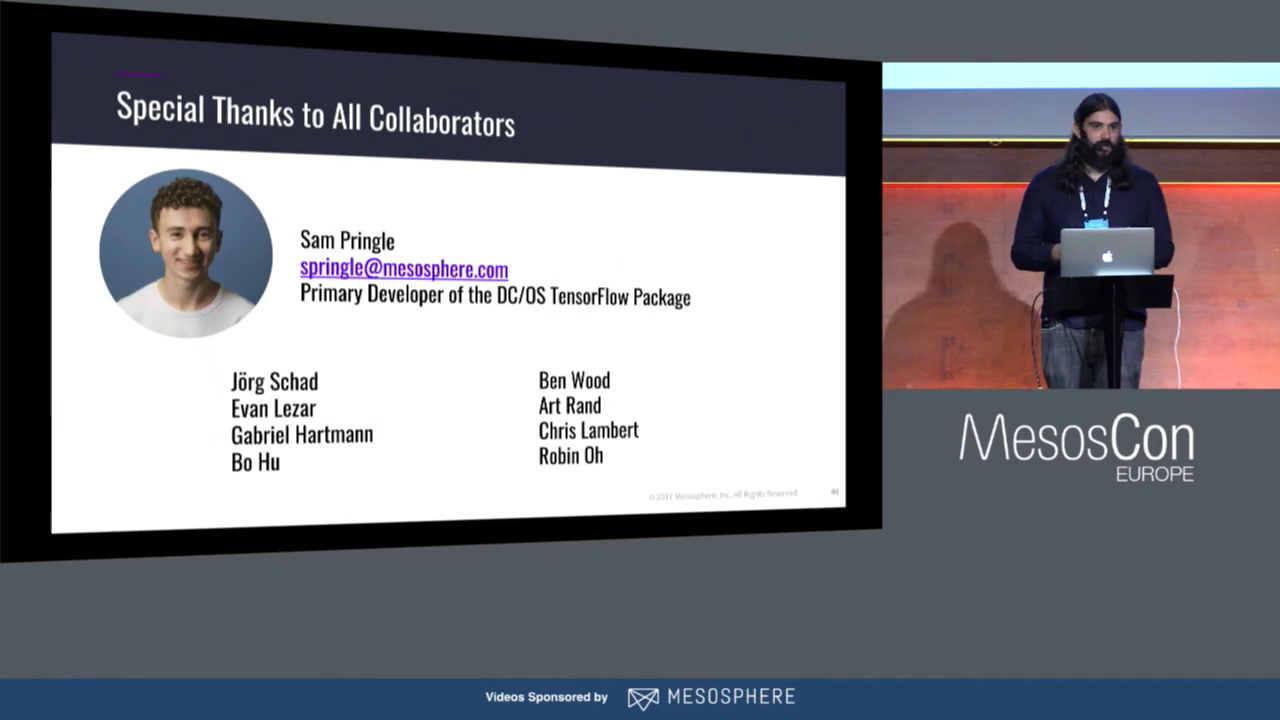 Special Thanks to All Collaborators
Sam Pringle
springle@mesosphere.com
Primary Developer of the DC/OS TensorFlow Package
Jörg Schad
Evan Lezar
Gabriel Hartmann
Bo Hu
Ben Wood
Art Rand
Chris Lambert
Robin Oh
© 2017 Mesosphere, Inc. All Rights Reserved.
40
MesosCon
EUROPE
Videos Sponsored by
MESOSPHERE